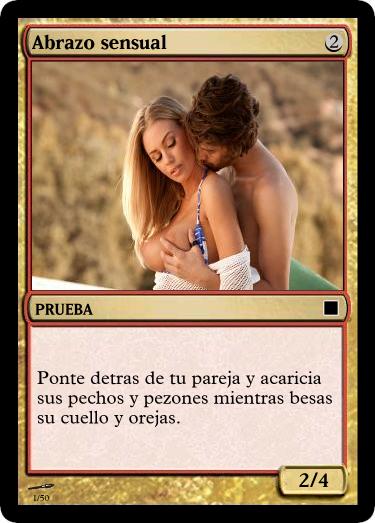 Abrazo sensual 2
PRUEBA
Ponte detras de tu pareja y acaricia
sus pechos y pezones mientras besas
su cuello y orejas.
2/4
1/50